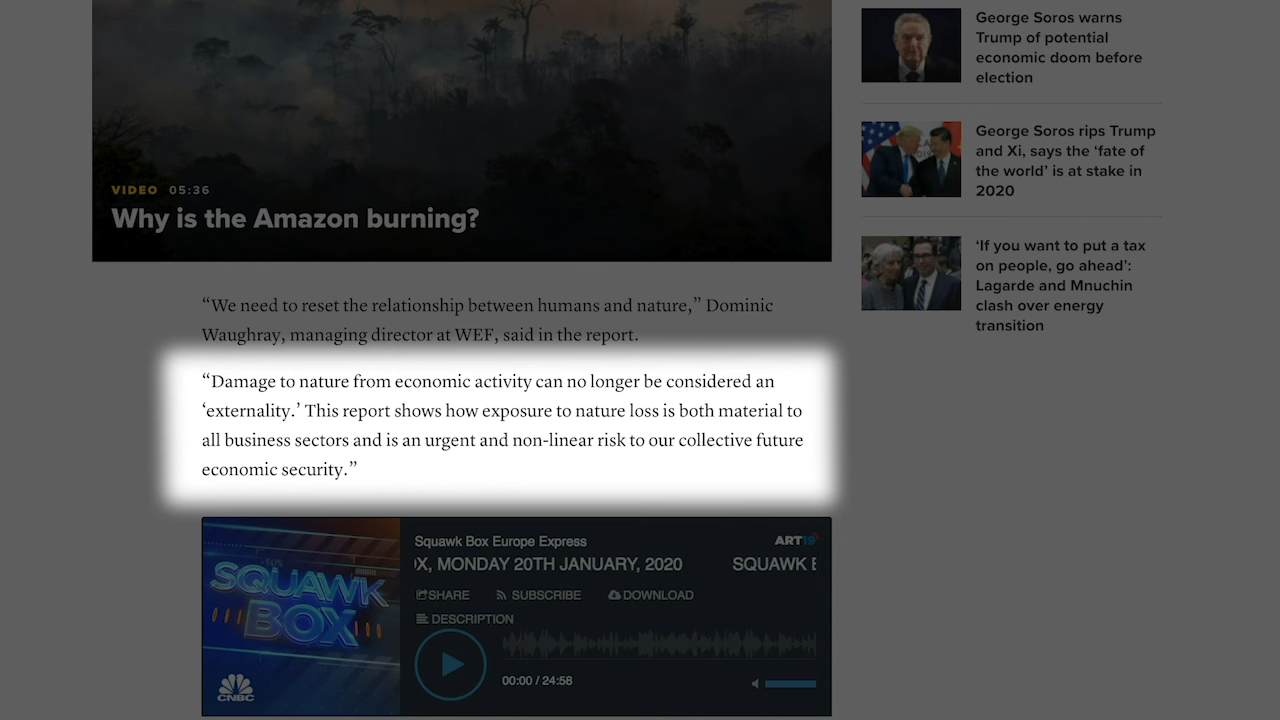 VIDEO 05:36
Why is the Amazon burning?
“We need to reset the relationship between humans and nature,” Dominic
Waughray, managing director at WEF, said in the report.
“Damage to nature from economic activity can no longer be considered an
‘externality.’ This report shows how exposure to nature loss is both material to
all business sectors and is an urgent and non-linear risk to our collective future
economic security.”
SQUAWK
BOX
CNBC
Squawk Box Europe Express
ART19
OX, MONDAY 20TH JANUARY, 2020 SQUAWK B
SHARE SUBSCRIBE DOWNLOAD
DESCRIPTION
00:00 / 24:58
George Soros warns
Trump of potential
economic doom before
election
George Soros rips Trump
and Xi, says the ‘fate of
the world’ is at stake in
2020
‘If you want to put a tax
on people, go ahead’:
Lagarde and Mnuchin
clash over energy
transition